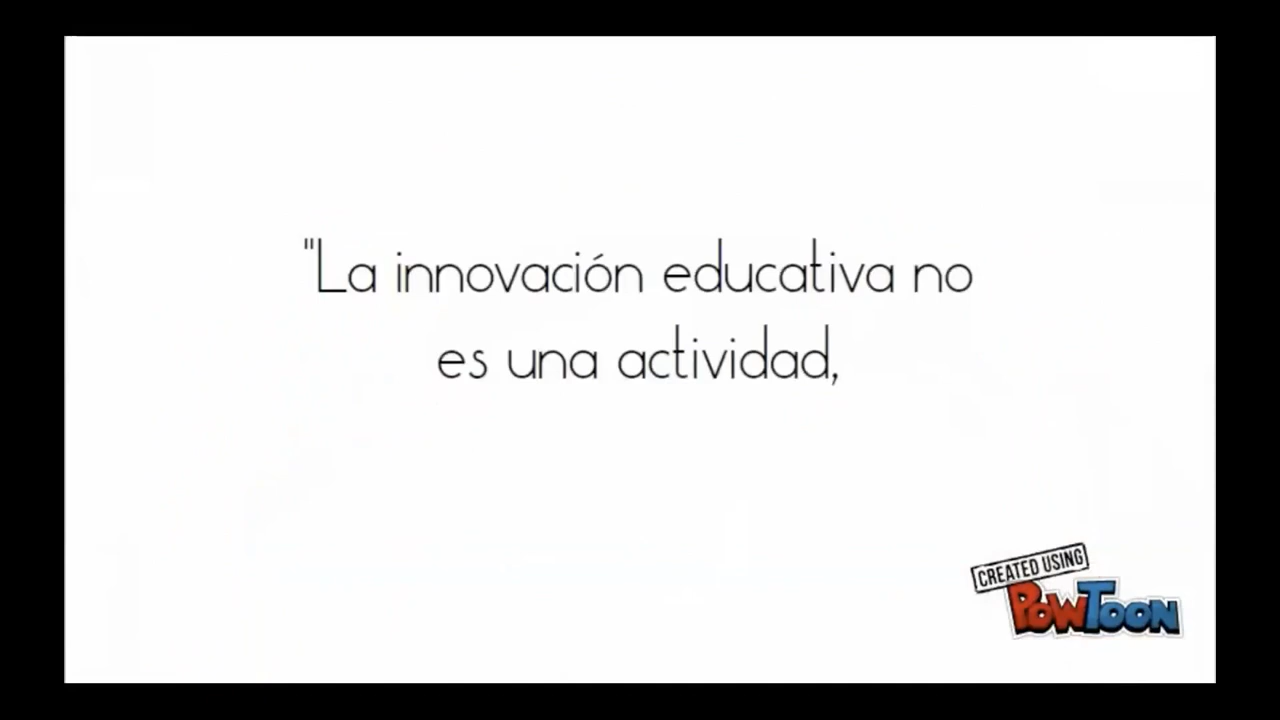 "La innovación educativa no
es una actividad,
CREATED USING
POWTOON